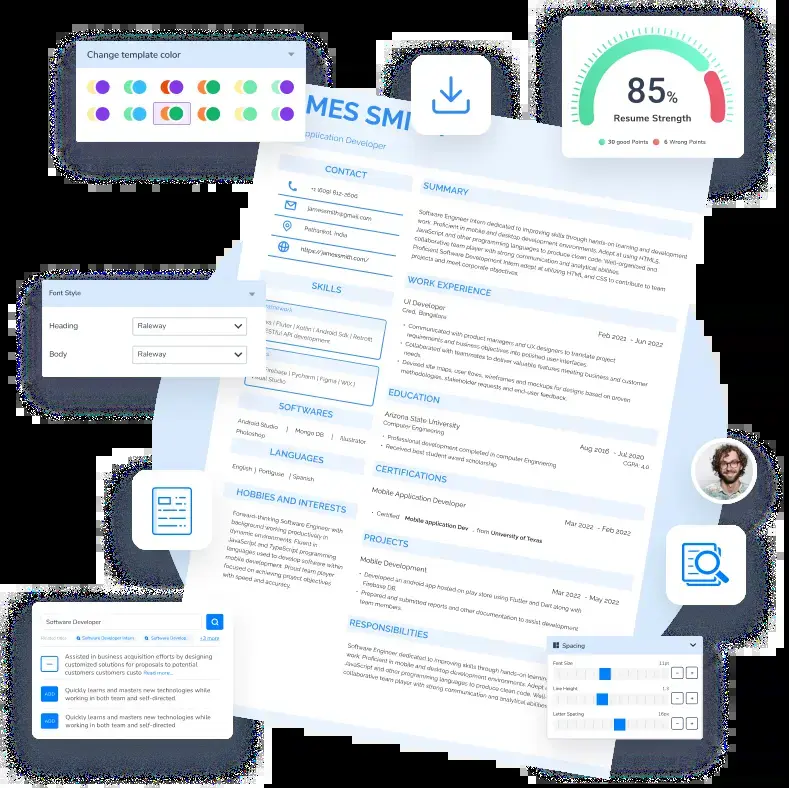 Change template color
85%
Resume Strength
30 good Points
6 Wrong Points
MES SMI
Application Developer
CONTACT
+1 (609) 812-2606
jamessmith@gmail.com
Pathankot, India
https://jamessmith.com/
SKILLS
Fluter | Kotlin | Android Sdk | Retrofit
API development
Firebase | Pycharm | Figma | WIX |
Visual Studio
SOFTWARES
Android Studio | Mongo DB | Illustrator
Photoshop
LANGUAGES
English | Portiguse | Spanish
HOBBIES AND INTERESTS
Forward-thinking Software Engineer with
background working productively in
dynamic environments. Fluent in
JavaScript and TypeScript programming
languages used to develop software within
mobile development. Proud team player
focused on achieving project objectives
with speed and accuracy.
SUMMARY
Software Engineer Intern dedicated to improving skills through hands-on learning and development
work. Proficient in mobile and desktop development environments. Adept at using HTML5,
JavaScript and other programming languages to produce clean code. Well-organized and
collaborative team player with strong communication and analytical abilities.
Proficient Software Development Intern adept at utilizing HTML and CSS to contribute to team
projects and meet corporate objectives.
WORK EXPERIENCE
UI Developer
Feb 2021 - Jun 2022
Cred, Bangalore
• Communicated with product managers and UX designers to translate project
requirements and business objectives into polished user interfaces.
• Collaborated with teammates to deliver valuable features meeting business and customer
needs.
• Devised site maps, user flows, wireframes and mockups for designs based on proven
methodologies, stakeholder requests and end-user feedback.
EDUCATION
Arizona State University
Aug 2016 - Jul 2020
Computer Engineering
CGPA: 4.0
• Professional development completed in computer Engineering
• Received best student award scholarship
CERTIFICATIONS
Mobile Application Developer
Mar 2022 - Feb 2022
• Certified Mobile application Dev , from University of Texas
PROJECTS
Mobile Development
Mar 2022 - May 2022
• Developed an android app hosted on play store using Flutter and Dart along with
Firebase DB.
• Prepared and submitted reports and other documentation to assist development
team members.
RESPONSIBILITIES
Software Engineer dedicated to improving skills through hands-on learning
work. Proficient in mobile and desktop development environments. Adept
JavaScript and other programming languages to produce clean code. Well-
collaborative team player with strong communication and analytical abilities
Font Style
Heading
Raleway
Body
Raleway
Software Developer
Software Developer Intern
Software Develop..
+3 more
Assisted in business acquisition efforts by designing
customized solutions for proposals to potential
customers customers custo. Read more...
ADD
Quickly learns and masters new technologies while
working in both team and self-directed.
ADD
Quickly learns and masters new technologies while
working in both team and self-directed
Spacing
Font Size
11pt
- +
Line Height
- +
Letter Spacing
16px
- +